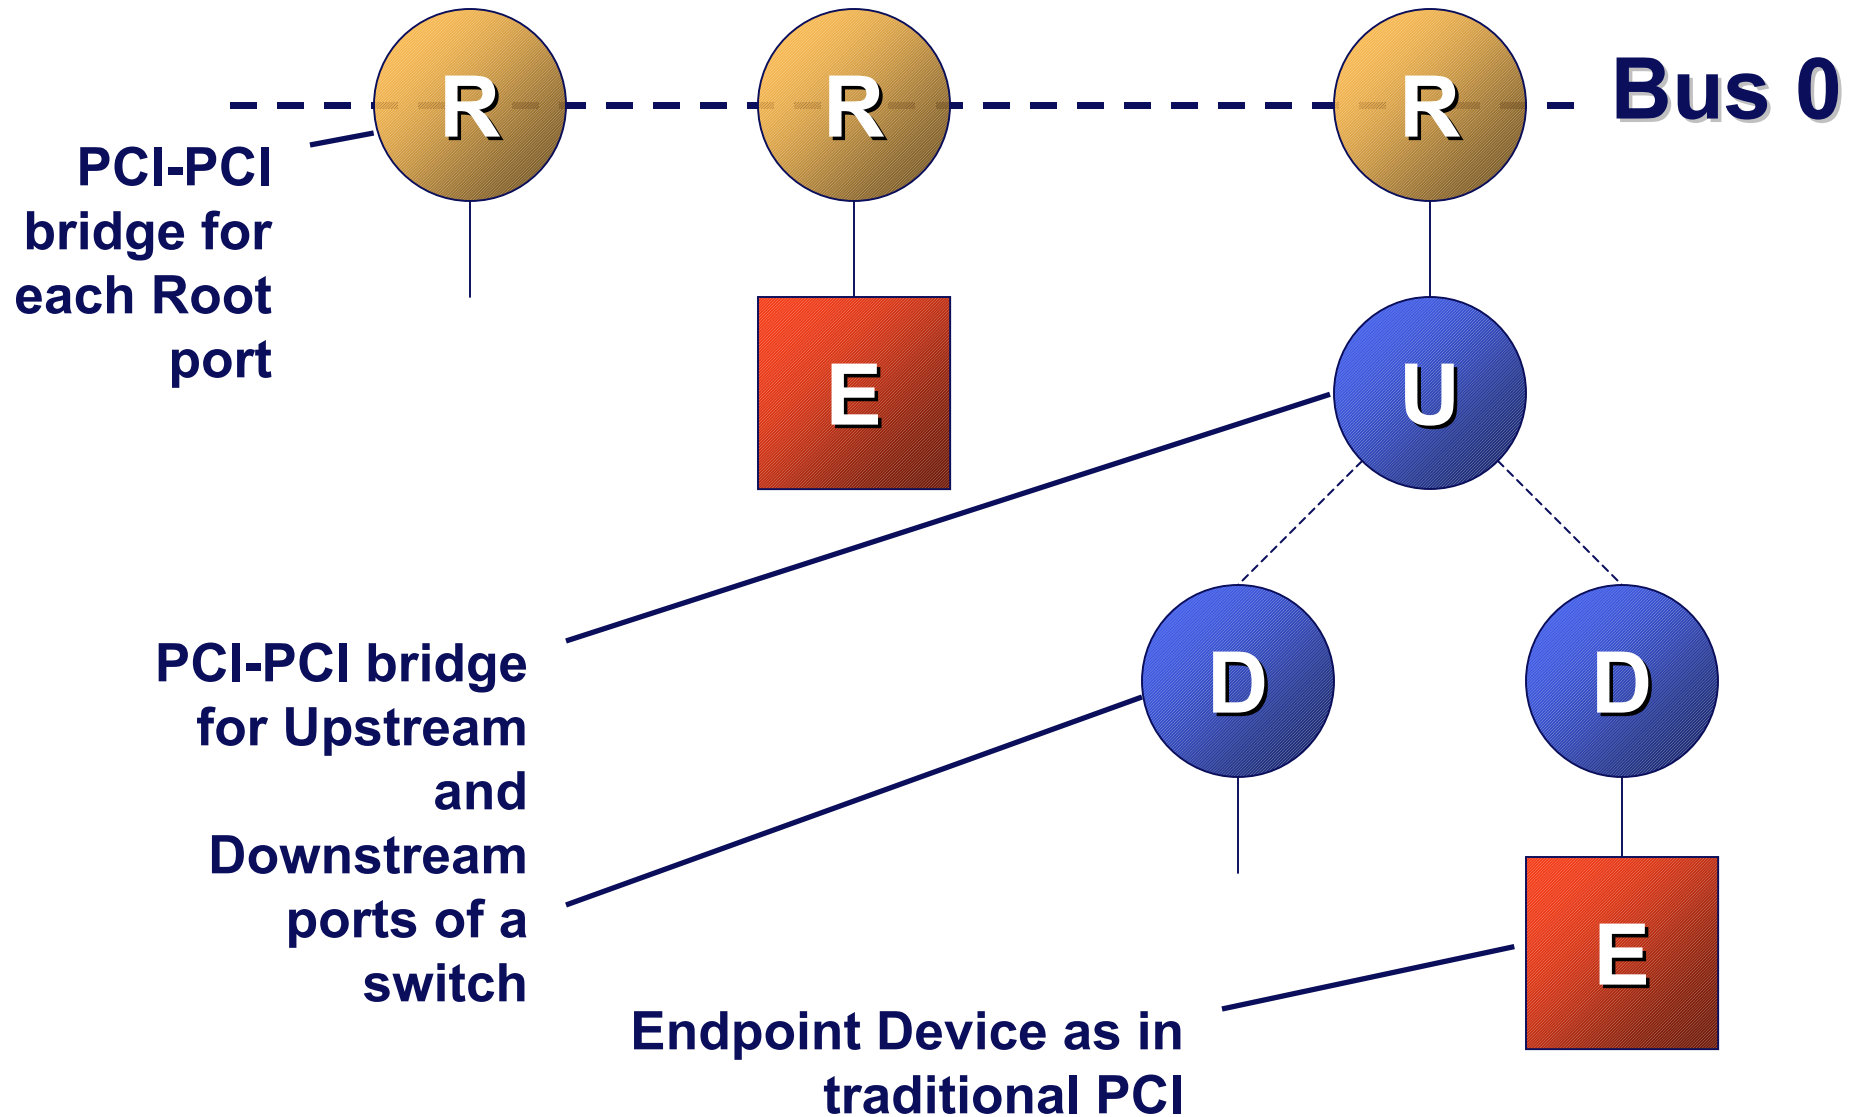 R
R
R
Bus 0
PCI-PCI
bridge for
each Root
port
E
U
PCI-PCI bridge
for Upstream
and
Downstream
ports of a
switch
D
D
E
Endpoint Device as in
traditional PCI